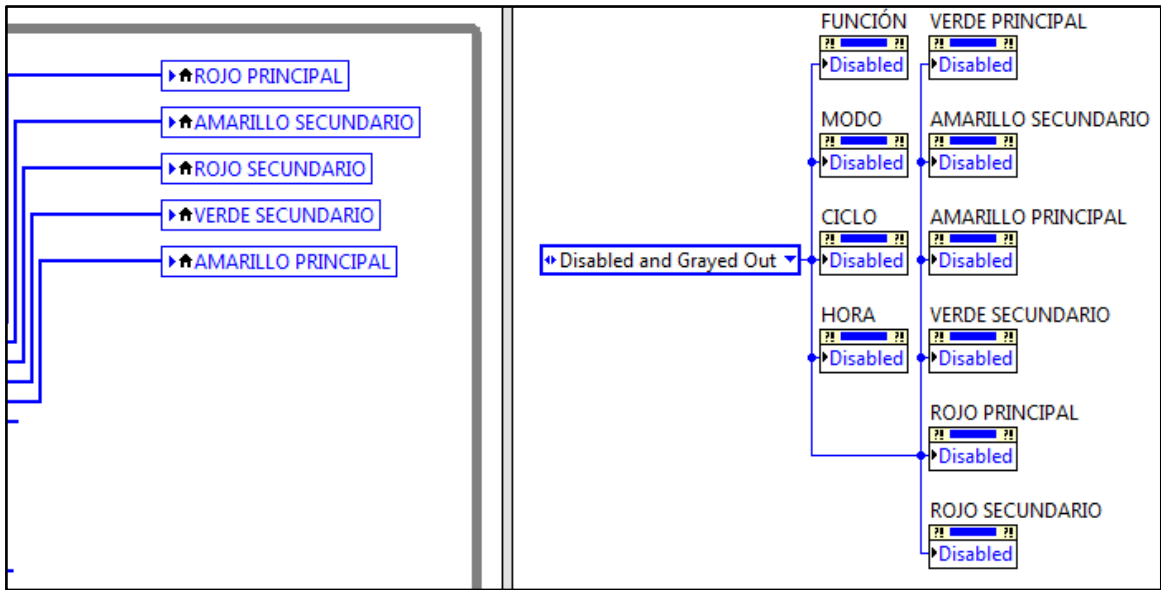 ROJO PRINCIPAL
AMARILLO SECUNDARIO
ROJO SECUNDARIO
VERDE SECUNDARIO
AMARILLO PRINCIPAL
Disabled and Grayed Out
FUNCIÓN
?! ?!
Disabled
MODO
?! ?!
Disabled
CICLO
?! ?!
Disabled
HORA
?! ?!
Disabled
VERDE PRINCIPAL
?! ?!
Disabled
AMARILLO SECUNDARIO
?! ?!
Disabled
AMARILLO PRINCIPAL
?! ?!
Disabled
VERDE SECUNDARIO
?! ?!
Disabled
ROJO PRINCIPAL
?! ?!
Disabled
ROJO SECUNDARIO
?! ?!
Disabled